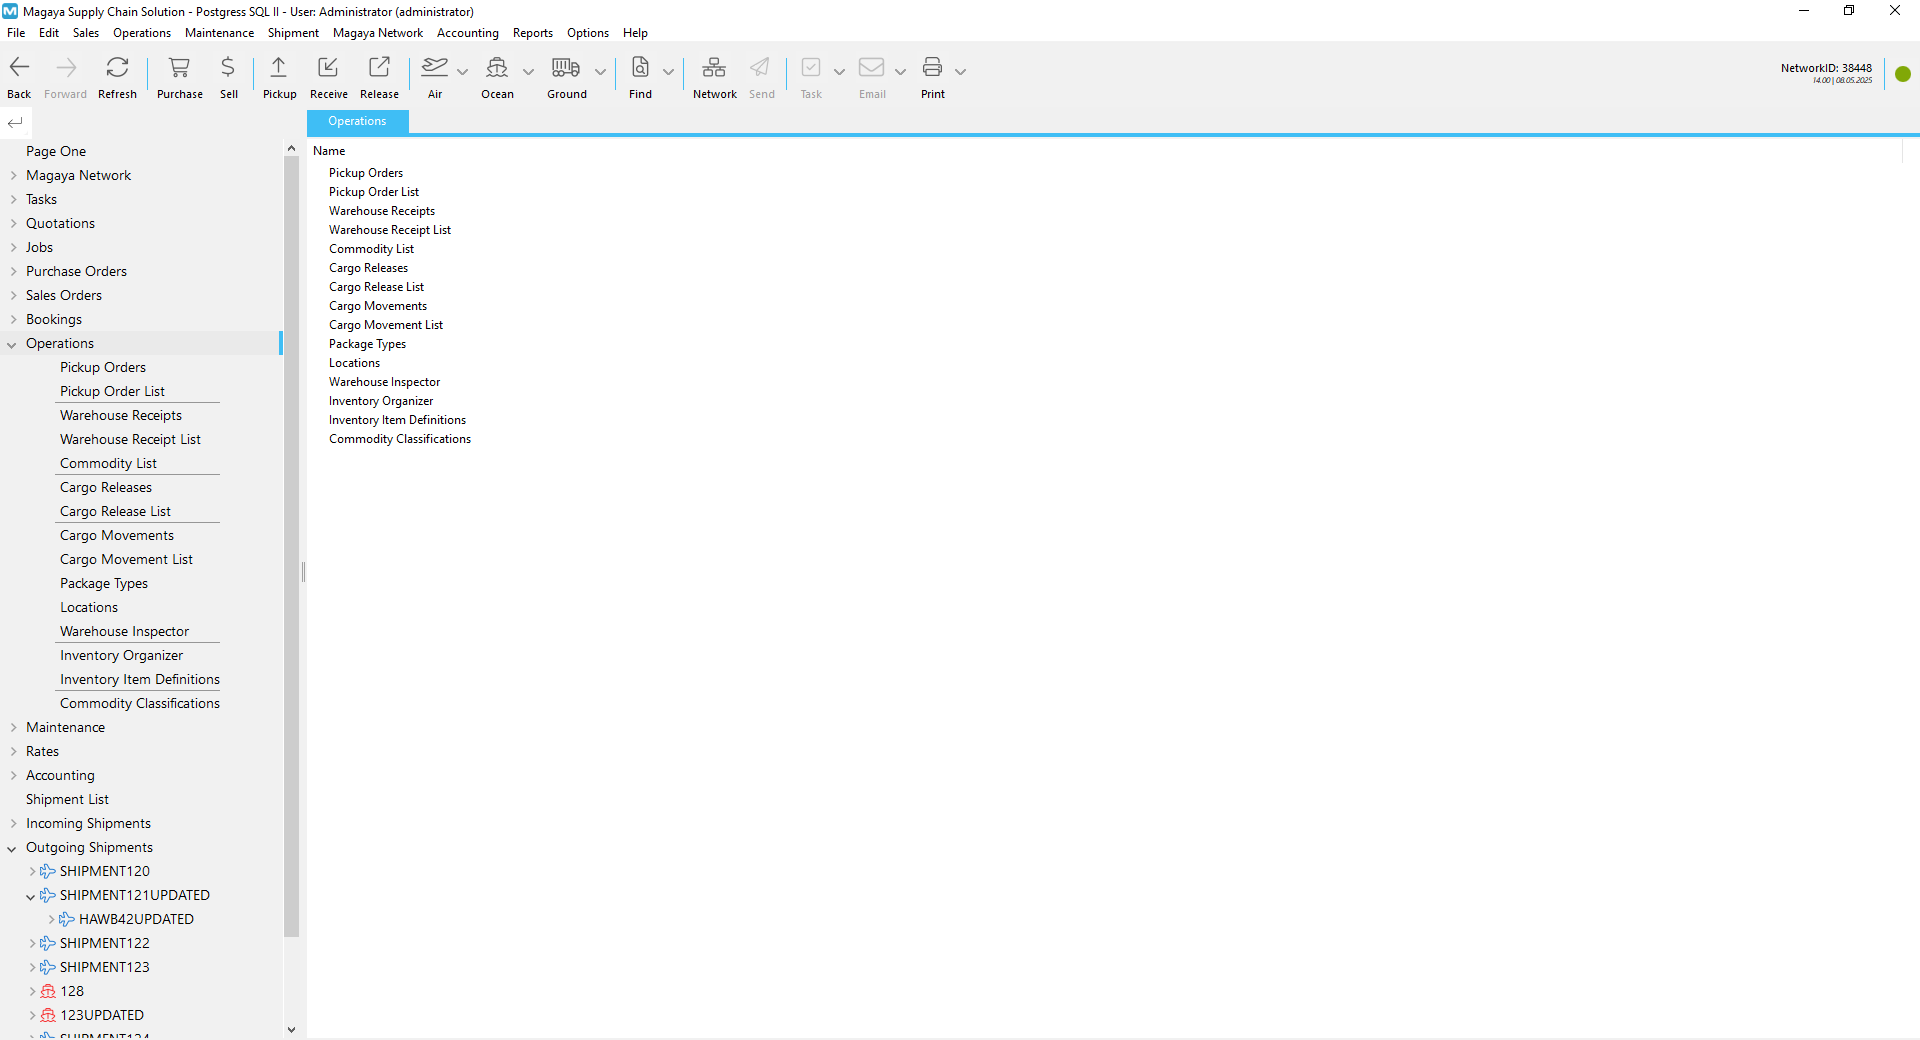 Magaya Supply Chain Solution - Postgress SQL II - User: Administrator (administrator)
File Edit Sales Operations Maintenance Shipment Magaya Network Accounting Reports Options Help
Back Forward Refresh Purchase Sell Pickup Receive Release Air Ocean Ground Find Network Send Task Email Print
NetworkID: 38448
14.00 | 08.05.2025
Operations
Page One
Magaya Network
Tasks
Quotations
Jobs
Purchase Orders
Sales Orders
Bookings
Operations
Pickup Orders
Pickup Order List
Warehouse Receipts
Warehouse Receipt List
Commodity List
Cargo Releases
Cargo Release List
Cargo Movements
Cargo Movement List
Package Types
Locations
Warehouse Inspector
Inventory Organizer
Inventory Item Definitions
Commodity Classifications
Maintenance
Rates
Accounting
Shipment List
Incoming Shipments
Outgoing Shipments
SHIPMENT120
SHIPMENT121UPDATED
HAWB42UPDATED
SHIPMENT122
SHIPMENT123
128
123UPDATED
SHIPMENT124
Name
Pickup Orders
Pickup Order List
Warehouse Receipts
Warehouse Receipt List
Commodity List
Cargo Releases
Cargo Release List
Cargo Movements
Cargo Movement List
Package Types
Locations
Warehouse Inspector
Inventory Organizer
Inventory Item Definitions
Commodity Classifications